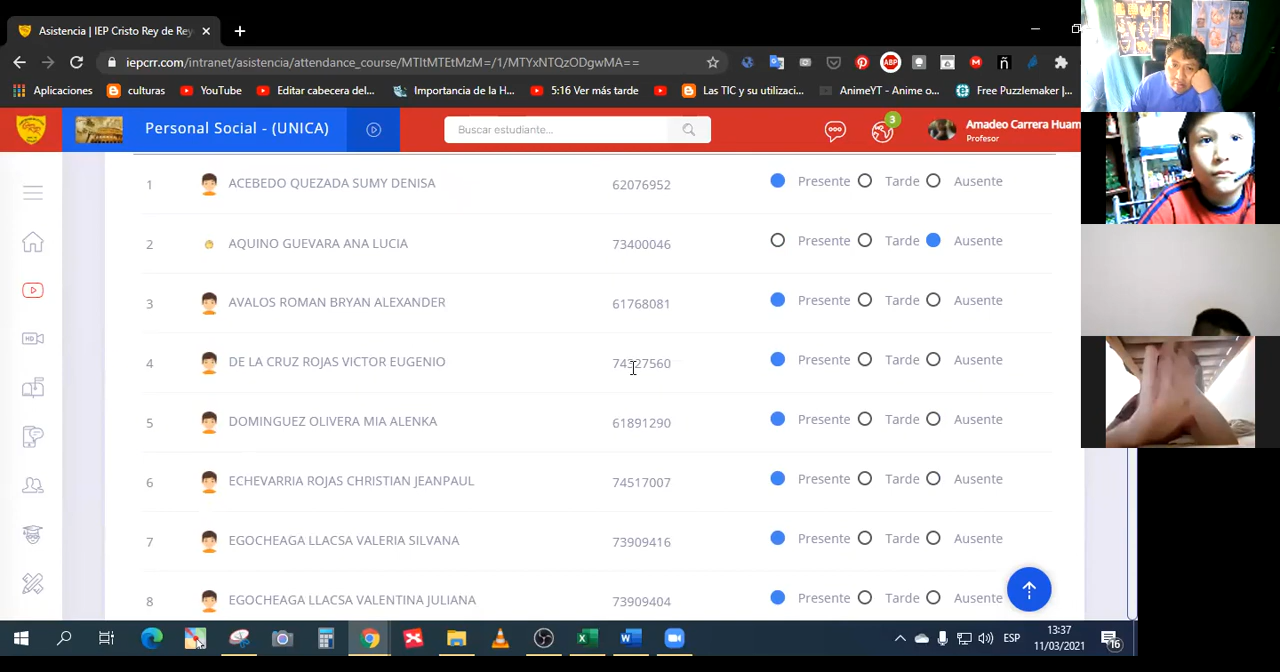 Asistencia | IEP Cristo Rey de Rey
iepcrr.com/intranet/asistencia/attendance_course/MTItMTEtMzM=/1/MTYxNTQzODgwMA==
Aplicaciones culturas YouTube Editar cabecera del... Importancia de la H... 5:16 Ver más tarde Las TIC y su utilizaci... AnimeYT - Anime o... Free Puzzlemaker |...
Personal Social - (UNICA) Buscar estudiante... 3 Amadeo Carrera Huam
Profesor
1 ACEBEDO QUEZADA SUMY DENISA 62076952 Presente Tarde Ausente
2 AQUINO GUEVARA ANA LUCIA 73400046 Presente Tarde Ausente
3 AVALOS ROMAN BRYAN ALEXANDER 61768081 Presente Tarde Ausente
4 DE LA CRUZ ROJAS VICTOR EUGENIO 74327560 Presente Tarde Ausente
5 DOMINGUEZ OLIVERA MIA ALENKA 61891290 Presente Tarde Ausente
6 ECHEVARRIA ROJAS CHRISTIAN JEANPAUL 74517007 Presente Tarde Ausente
7 EGOCHEAGA LLACSA VALERIA SILVANA 73909416 Presente Tarde Ausente
8 EGOCHEAGA LLACSA VALENTINA JULIANA 73909404 Presente Tarde Ausente
ESP
13:37
11/03/2021
16